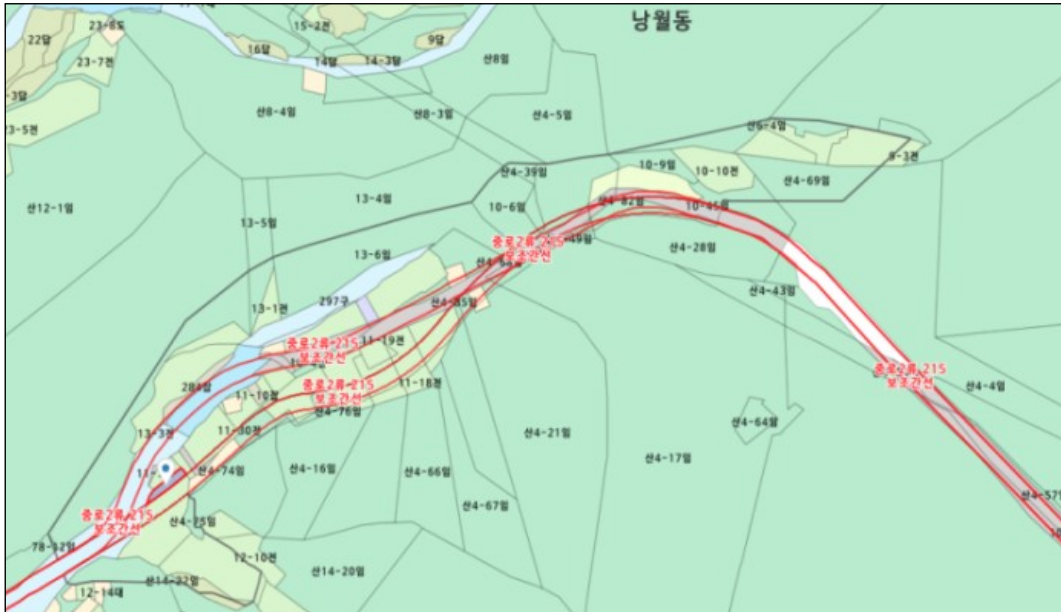 낭월동
23-8도
15-2전
22답
16답
9답
14답
14-3답
산8임
23-7전
-3답
산8-4임
산8-3임
산4-5임
23-5전
산6-4임
9-3전
10-9임
10-10전
산4-39임
산4-69임
13-4임
산12-1임
10-6임
산4-82임
10-45임
13-5임
중로2류 215
보조간선
49임
산4-28임
13-6임
산4-43임
297구
13-1전
11-19전
중로2류 215
보조간선
중로2류 215
보조간선
산4-4임
중로2류 215
보조간선
11-18전
11-10전
산4-76임
산4-64답
11-30전
산4-21임
13-3전
산4-17임
산4-74임
산4-16임
산4-66임
산4-57임
산4-67임
중로2류 215
보조간선
산4-75임
78-12임
12-10전
산14-20임
산14-22임
12-14대